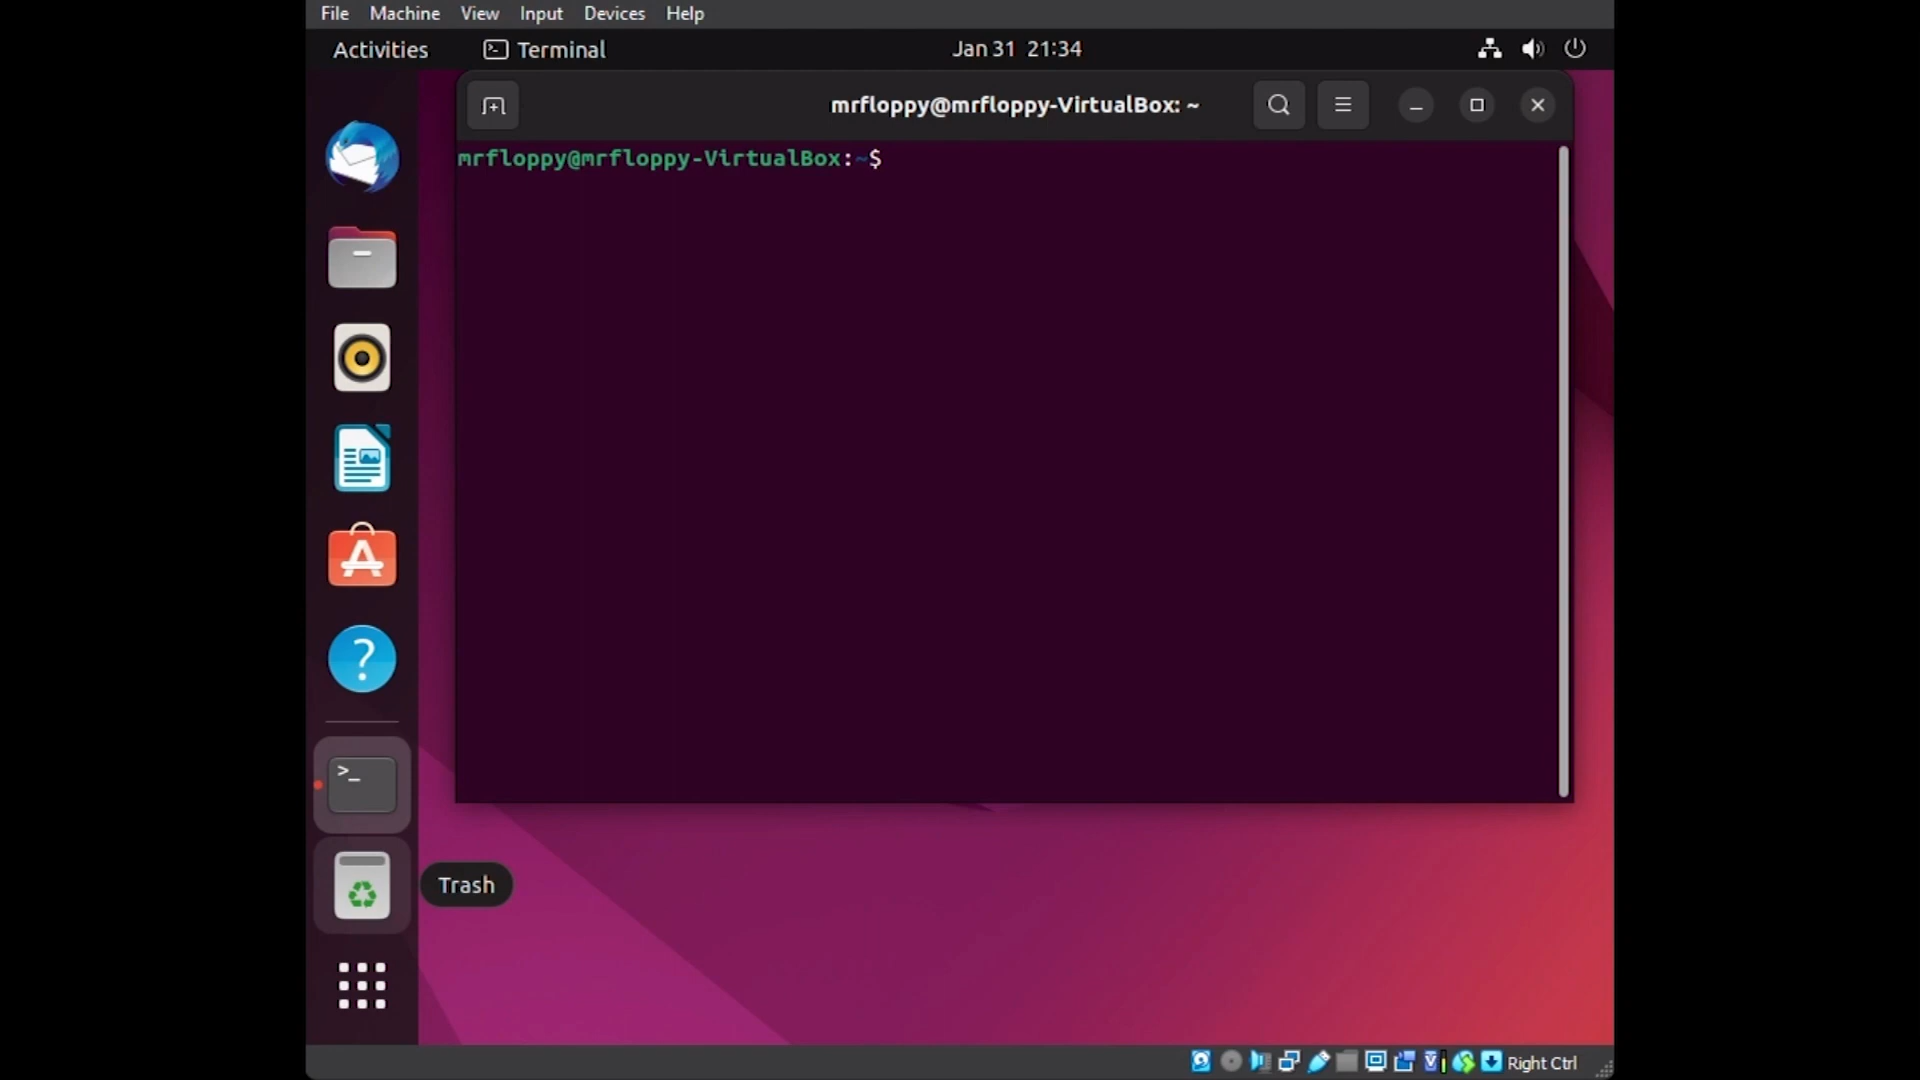 File Machine View Input Devices Help
Activities Terminal Jan 31 21:34
mrfloppy@mrfloppy-VirtualBox: ~
mrfloppy@mrfloppy-VirtualBox:~$
Trash
Right Ctrl